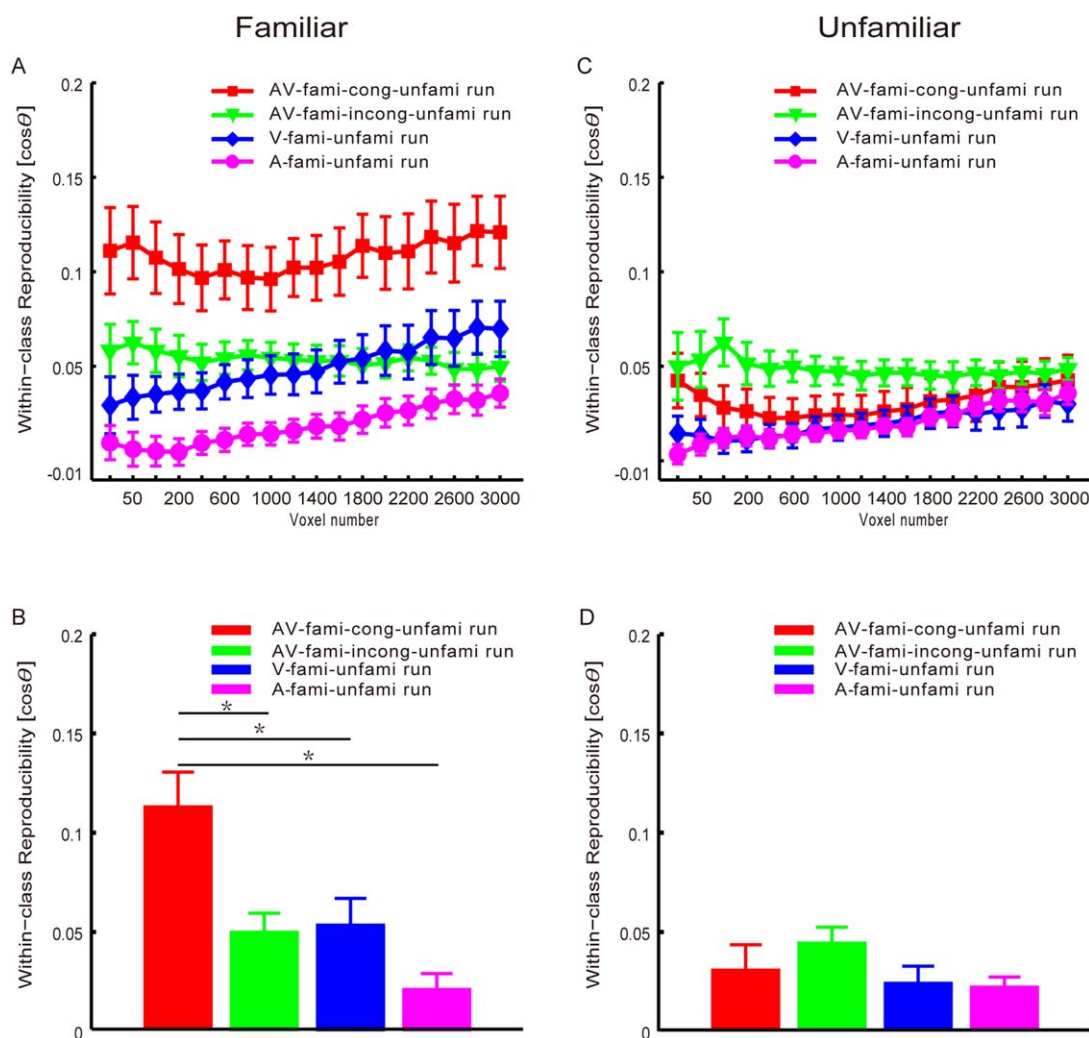 Familiar
Unfamiliar
A
0.2
0.15
0.1
0.05
-0.01
Within-class Reproducibility [cosθ]
AV-fami-cong-unfami run
AV-fami-incong-unfami run
V-fami-unfami run
A-fami-unfami run
50 200 600 1000 1400 1800 2200 2600 3000
Voxel number
C
0.2
0.15
0.1
0.05
-0.01
Within-class Reproducibility [cosθ]
AV-fami-cong-unfami run
AV-fami-incong-unfami run
V-fami-unfami run
A-fami-unfami run
50 200 600 1000 1400 1800 2200 2600 3000
Voxel number
B
0.2
0.15
0.1
0.05
0
Within-class Reproducibility [cosθ]
AV-fami-cong-unfami run
AV-fami-incong-unfami run
V-fami-unfami run
A-fami-unfami run
*
*
*
D
0.2
0.15
0.1
0.05
0
Within-class Reproducibility [cosθ]
AV-fami-cong-unfami run
AV-fami-incong-unfami run
V-fami-unfami run
A-fami-unfami run